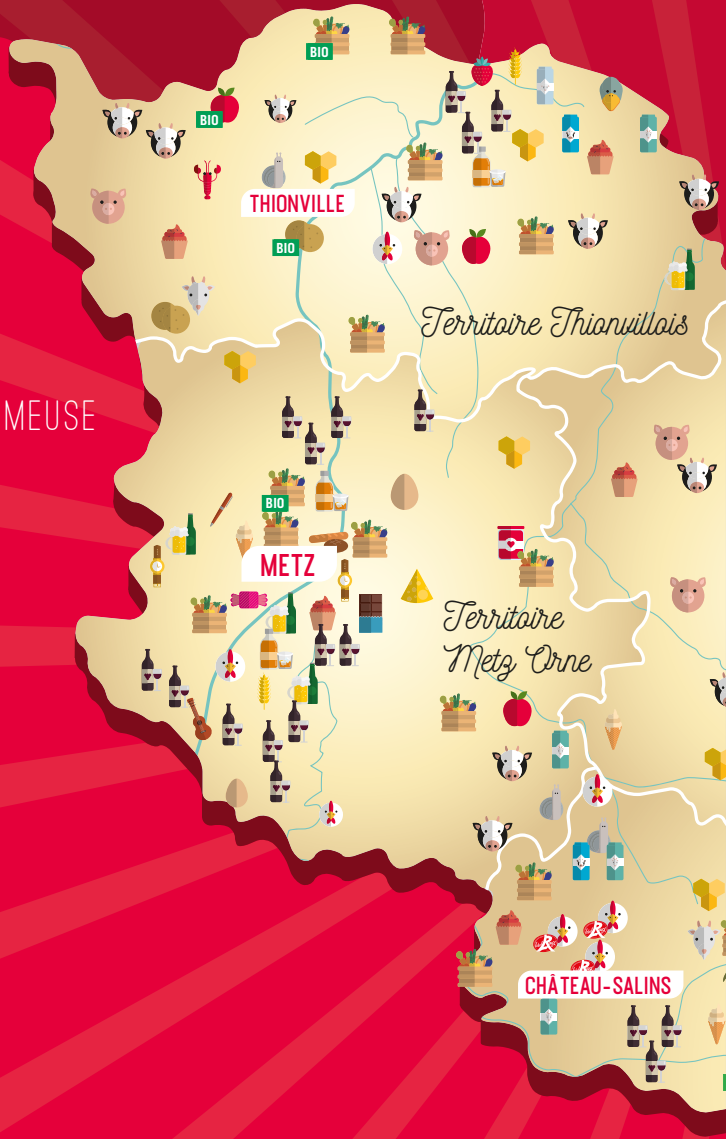 BIO
BIO
THIONVILLE
BIO
Territoire Thionvillois
MEUSE
BIO
METZ
Territoire
Metz Orne
CHÂTEAU-SALINS